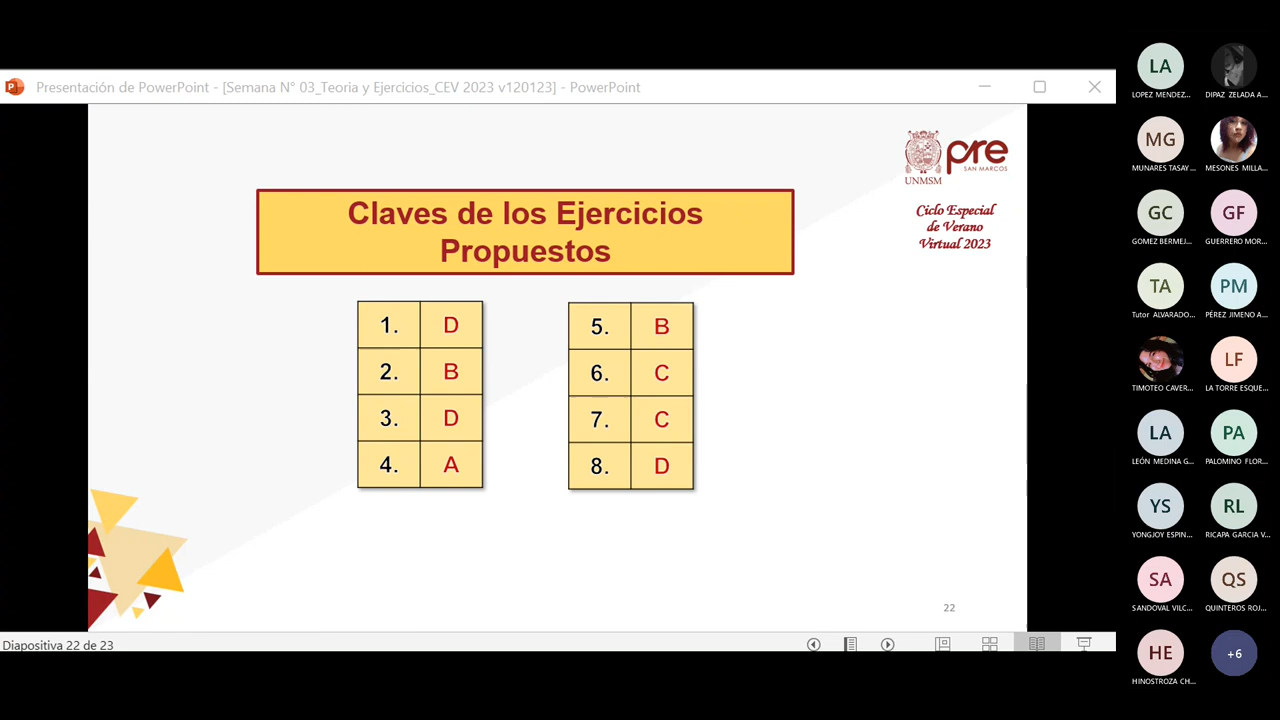 Presentación de PowerPoint - [Semana N° 03_Teoria y Ejercicios_CEV 2023 v120123] - PowerPoint
UNMSM
pre
SAN MARCOS
Ciclo Especial
de Verano
Virtual 2023
Claves de los Ejercicios
Propuestos
1. D
2. B
3. D
4. A
5. B
6. C
7. C
8. D
22
Diapositiva 22 de 23
LA
LOPEZ MENDEZ...
DIPAZ ZELADA A...
MG
MUNARES TASAY...
MESONES MILLA...
GC
GOMEZ BERMEJ...
GF
GUERRERO MOR...
TA
Tutor ALVARADO...
PM
PÉREZ JIMENO A...
TIMOTEO CAVER...
LF
LA TORRE ESQUE...
LA
LEÓN MEDINA G...
PA
PALOMINO FLOR...
YS
YONGJOY ESPIN...
RL
RICAPA GARCIA V...
SA
SANDOVAL VILC...
QS
QUINTEROS ROJ...
HE
HINOSTROZA CH...
+6